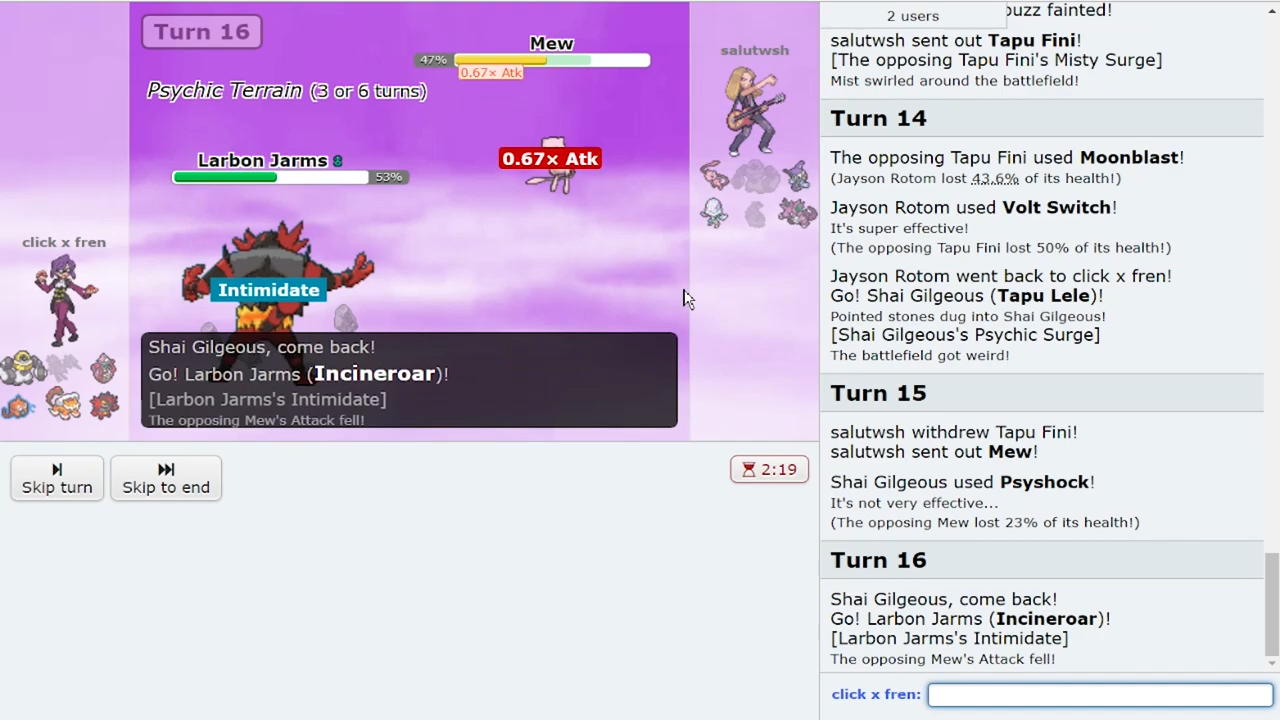 Turn 16
Mew
47%
0.67× Atk
Psychic Terrain (3 or 6 turns)
salutwsh
Larbon Jarms
53%
0.67× Atk
click x fren
Intimidate
Shai Gilgeous, come back!
Go! Larbon Jarms (Incineroar)!
[Larbon Jarms's Intimidate]
The opposing Mew's Attack fell!
Skip turn
Skip to end
2:19
2 users
buzz fainted!
salutwsh sent out Tapu Fini!
[The opposing Tapu Fini's Misty Surge]
Mist swirled around the battlefield!
Turn 14
The opposing Tapu Fini used Moonblast!
(Jayson Rotom lost 43.6% of its health!)
Jayson Rotom used Volt Switch!
It's super effective!
(The opposing Tapu Fini lost 50% of its health!)
Jayson Rotom went back to click x fren!
Go! Shai Gilgeous (Tapu Lele)!
Pointed stones dug into Shai Gilgeous!
[Shai Gilgeous's Psychic Surge]
The battlefield got weird!
Turn 15
salutwsh withdrew Tapu Fini!
salutwsh sent out Mew!
Shai Gilgeous used Psyshock!
It's not very effective...
(The opposing Mew lost 23% of its health!)
Turn 16
Shai Gilgeous, come back!
Go! Larbon Jarms (Incineroar)!
[Larbon Jarms's Intimidate]
The opposing Mew's Attack fell!
click x fren: